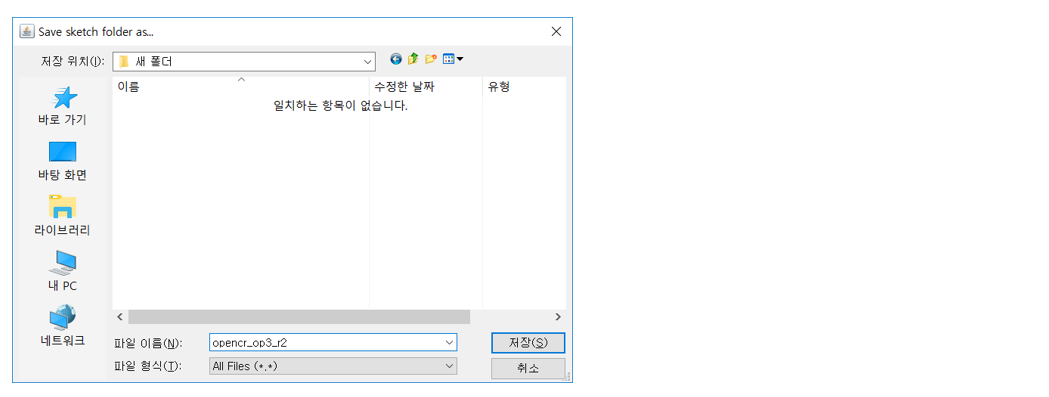 Save sketch folder as...
저장 위치(I): 새 폴더
이름 수정한 날짜 유형
일치하는 항목이 없습니다.
바로 가기
바탕 화면
라이브러리
내 PC
네트워크
파일 이름(N): opencr_op3_r2 저장(S)
파일 형식(T): All Files (*.*) 취소